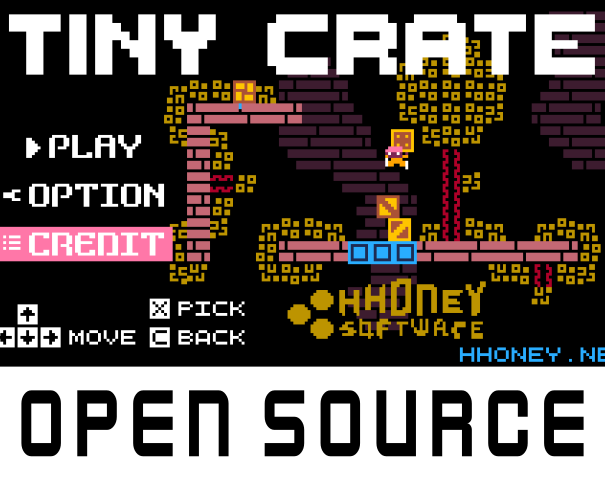 TINY CRATE
PLAY
OPTION
CREDIT
X PICK
MOVE C BACK
HHONEY
SOFTWARE
HHONEY.NE
OPEN SOURCE